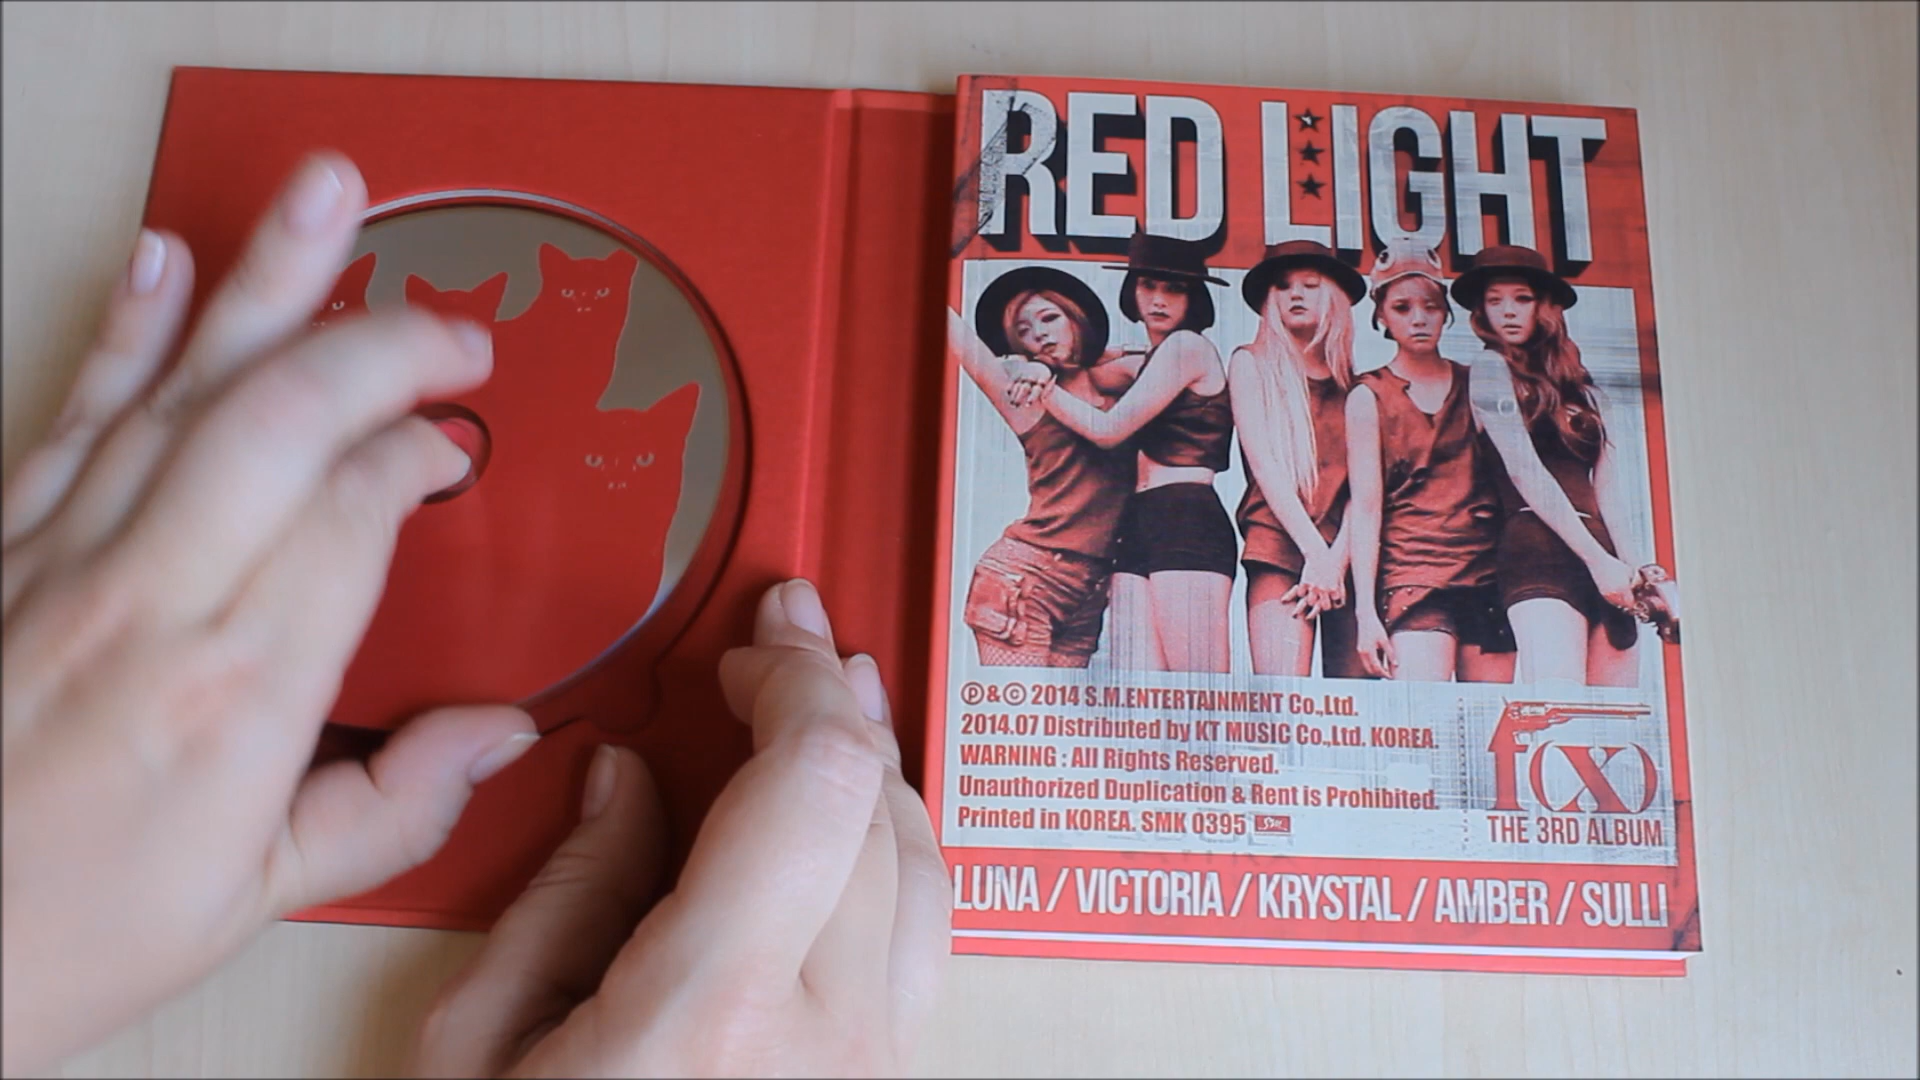 RED LIGHT
Ⓟ & © 2014 S.M.ENTERTAINMENT Co.,Ltd.
2014.07 Distributed by KT MUSIC Co.,Ltd. KOREA.
WARNING : All Rights Reserved.
Unauthorized Duplication & Rent is Prohibited.
Printed in KOREA. SMK 0395
f(x)
THE 3RD ALBUM
LUNA / VICTORIA / KRYSTAL / AMBER / SULLI